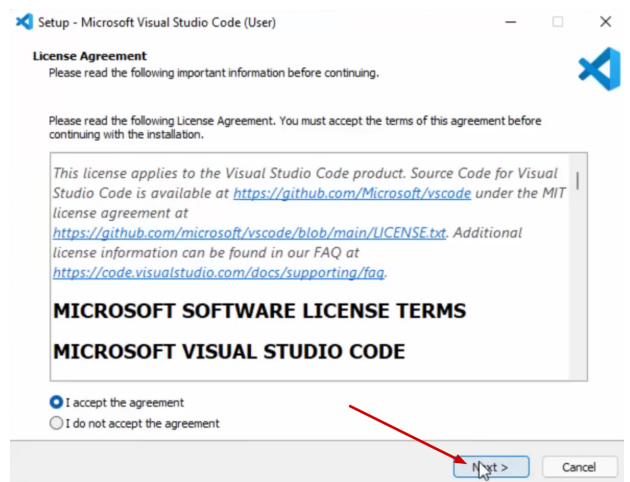 Setup - Microsoft Visual Studio Code (User)
License Agreement
Please read the following important information before continuing.
Please read the following License Agreement. You must accept the terms of this agreement before
continuing with the installation.
This license applies to the Visual Studio Code product. Source Code for Visual
Studio Code is available at https://github.com/Microsoft/vscode under the MIT
license agreement at
https://github.com/microsoft/vscode/blob/main/LICENSE.txt. Additional
license information can be found in our FAQ at
https://code.visualstudio.com/docs/supporting/faq.
MICROSOFT SOFTWARE LICENSE TERMS
MICROSOFT VISUAL STUDIO CODE
I accept the agreement
I do not accept the agreement
Next >
Cancel